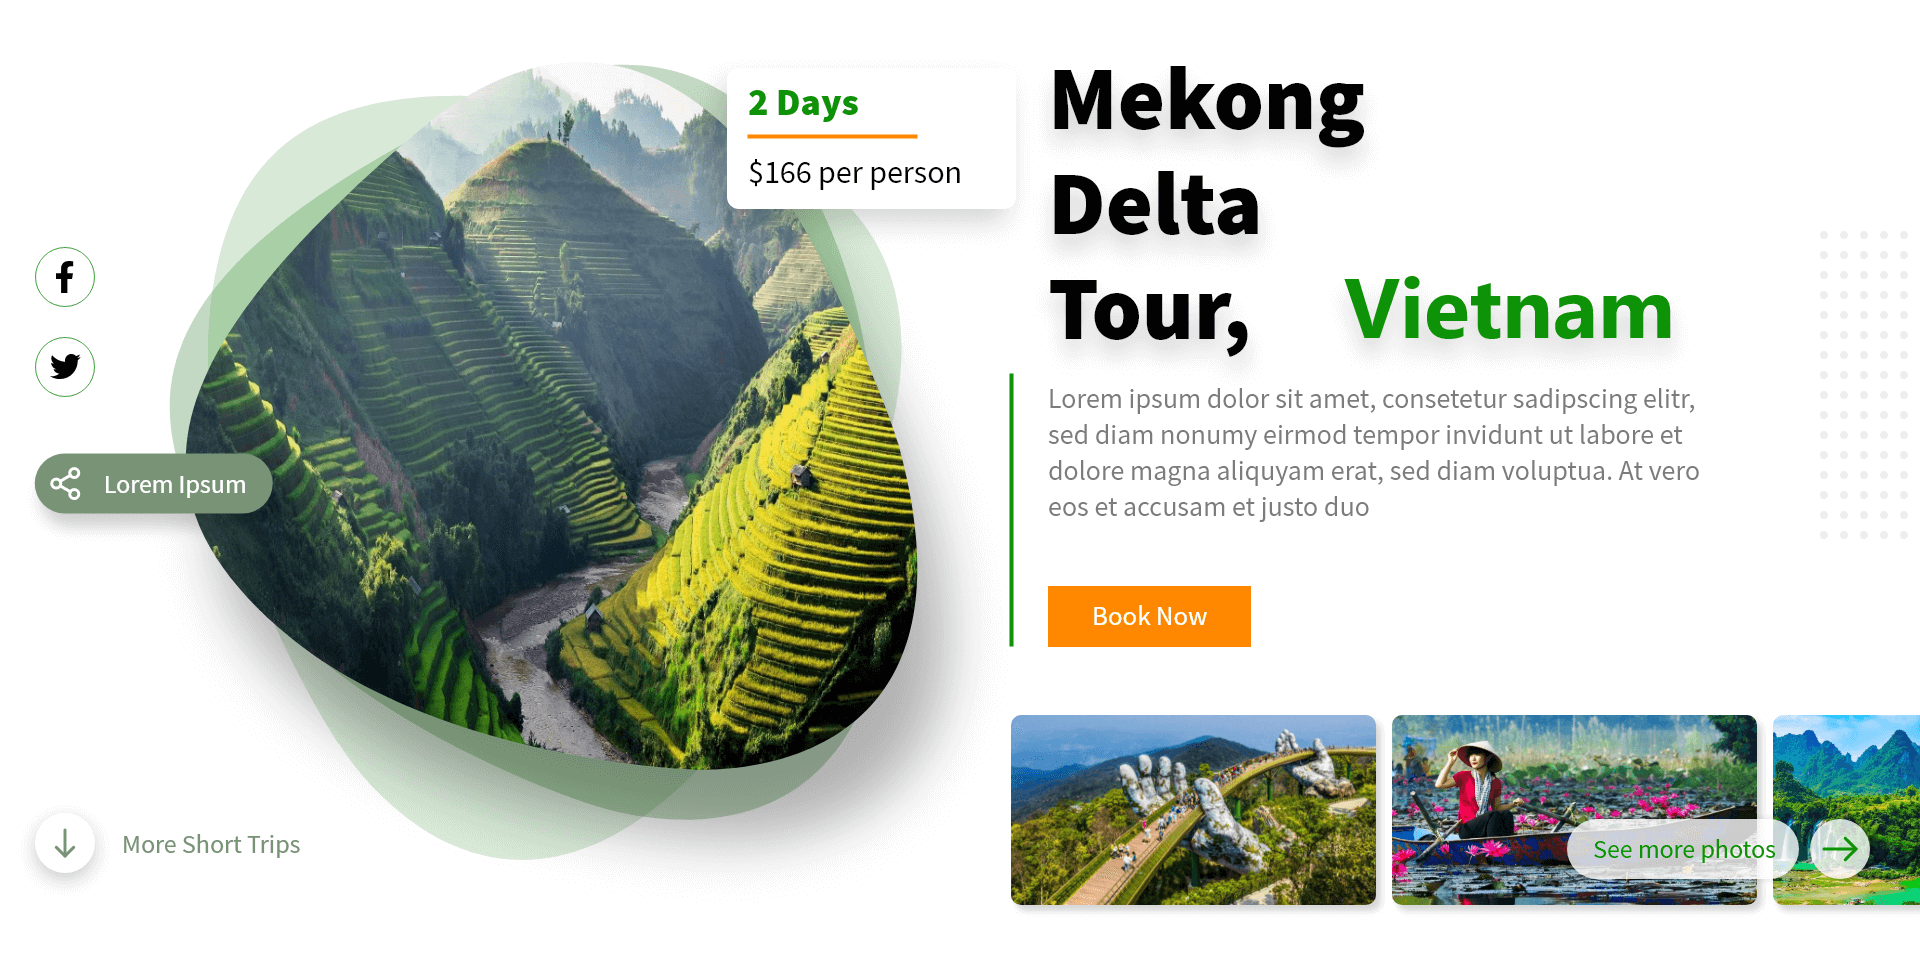 2 Days
$166 per person
Mekong
Delta
Tour, Vietnam
Lorem ipsum dolor sit amet, consetetur sadipscing elitr,
sed diam nonumy eirmod tempor invidunt ut labore et
dolore magna aliquyam erat, sed diam voluptua. At vero
eos et accusam et justo duo
Book Now
Lorem Ipsum
More Short Trips
See more photos